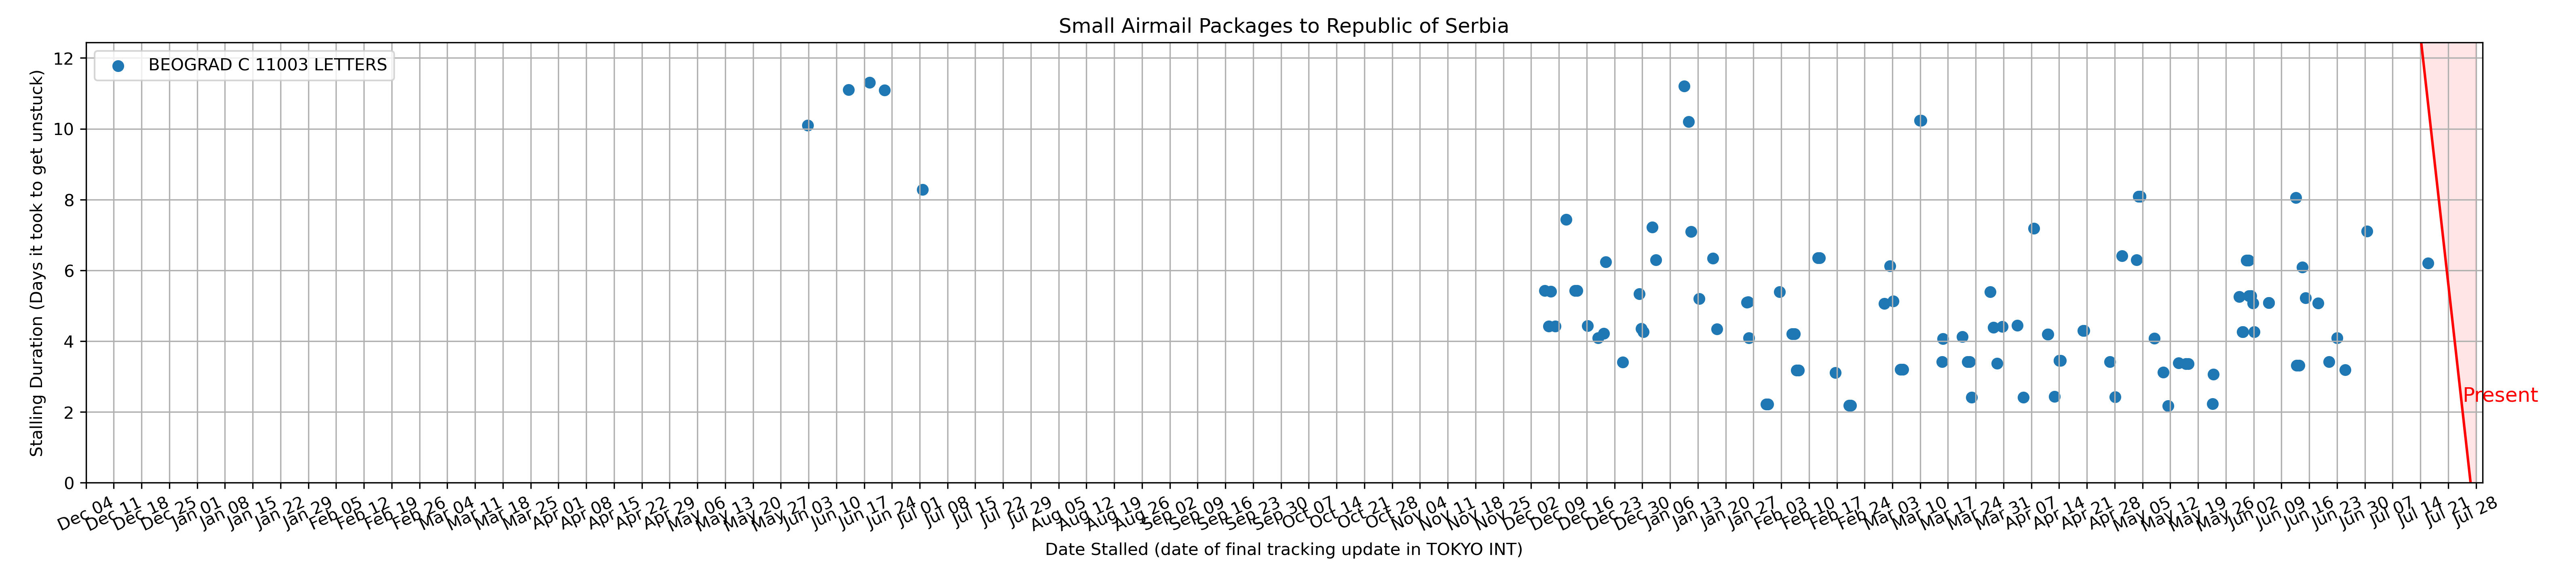 Small Airmail Packages to Republic of Serbia
BEOGRAD C 11003 LETTERS
Stalling Duration (Days it took to get unstuck)
12
10
8
6
4
2
0
Present
Dec 04
Dec 11
Dec 18
Dec 25
Jan 01
Jan 08
Jan 15
Jan 22
Jan 29
Feb 05
Feb 12
Feb 19
Feb 26
Mar 04
Mar 11
Mar 18
Mar 25
Apr 01
Apr 08
Apr 15
Apr 22
Apr 29
May 06
May 13
May 20
May 27
Jun 03
Jun 10
Jun 17
Jun 24
Jul 01
Jul 08
Jul 15
Jul 22
Jul 29
Aug 05
Aug 12
Aug 19
Aug 26
Sep 02
Sep 09
Sep 16
Sep 23
Sep 30
Oct 07
Oct 14
Oct 21
Oct 28
Nov 04
Nov 11
Nov 18
Nov 25
Dec 02
Dec 09
Dec 16
Dec 23
Dec 30
Jan 06
Jan 13
Jan 20
Jan 27
Feb 03
Feb 10
Feb 17
Feb 24
Mar 03
Mar 10
Mar 17
Mar 24
Mar 31
Apr 07
Apr 14
Apr 21
Apr 28
May 05
May 12
May 19
May 26
Jun 02
Jun 09
Jun 16
Jun 23
Jun 30
Jul 07
Jul 14
Jul 21
Jul 28
Date Stalled (date of final tracking update in TOKYO INT)